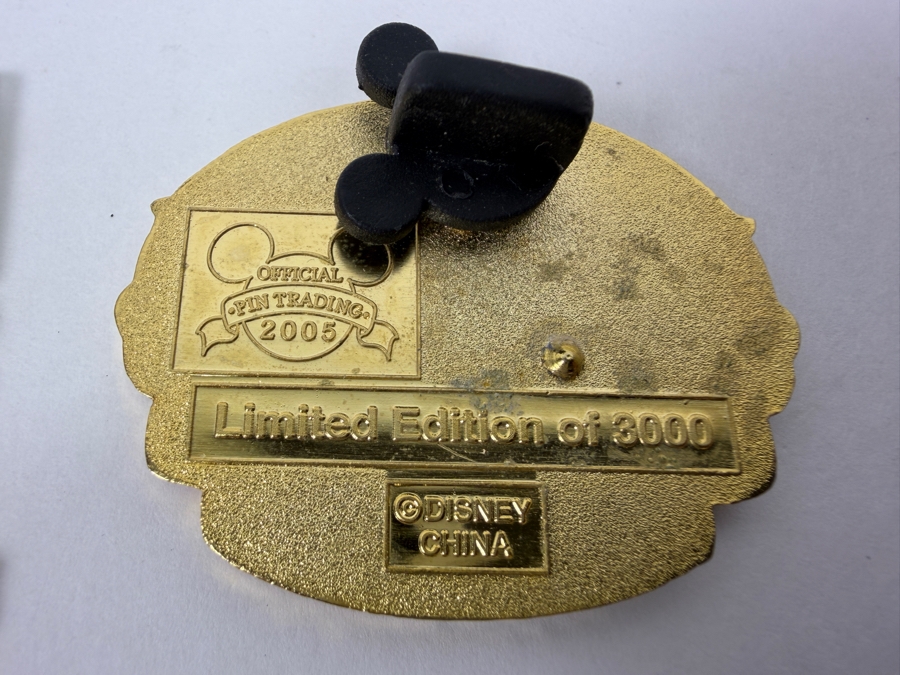 OFFICIAL
·PIN TRADING·
2005
Limited Edition of 3000
©DISNEY
CHINA